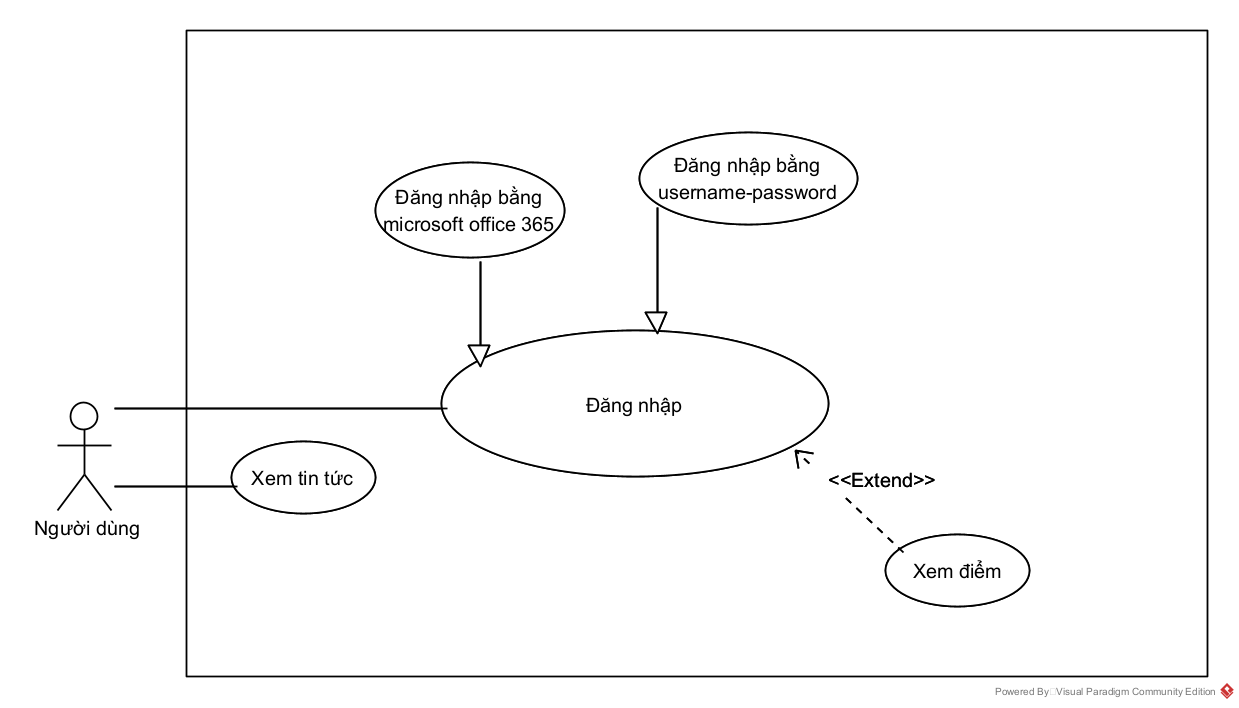 Đăng nhập bằng
username-password
Đăng nhập bằng
microsoft office 365
Đăng nhập
Xem tin tức
<<Extend>>
Người dùng
Xem điểm
Powered By Visual Paradigm Community Edition